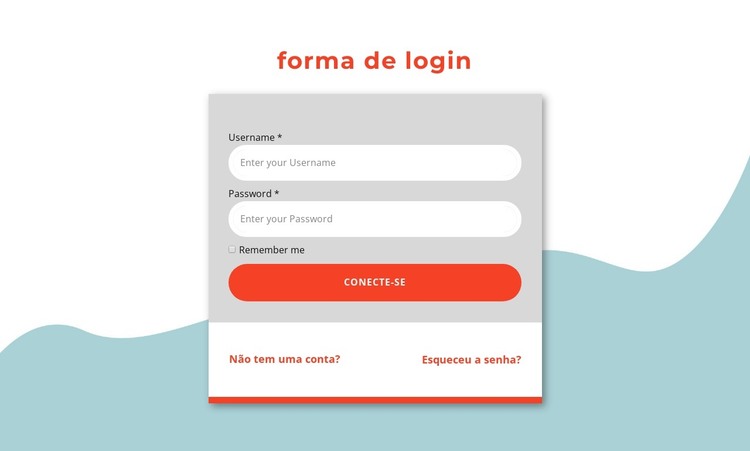 forma de login
Username *
Enter your Username
Password *
Enter your Password
Remember me
CONECTE-SE
Não tem uma conta?
Esqueceu a senha?